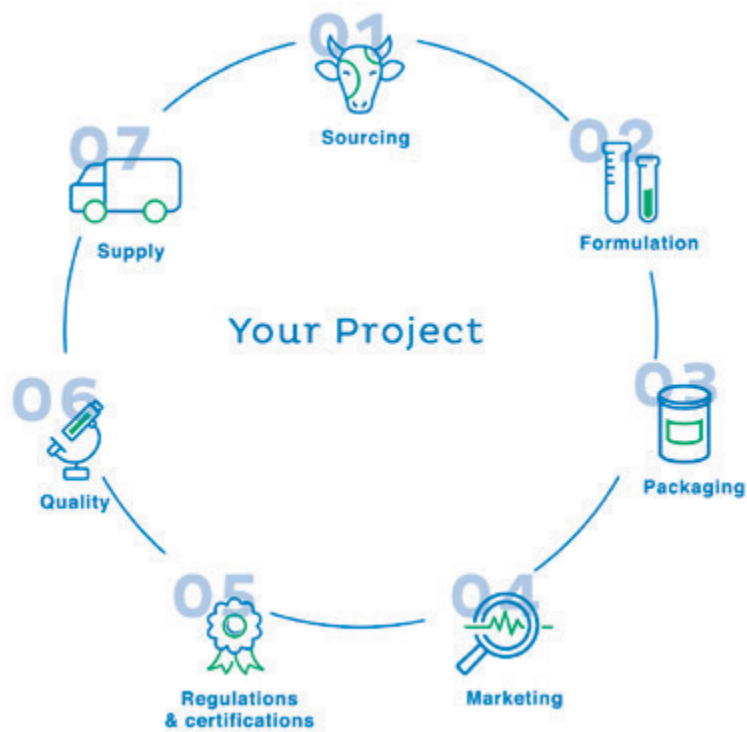 01
Sourcing
02
Formulation
03
Packaging
04
Marketing
05
Regulations
& certifications
06
Quality
07
Supply
Your Project